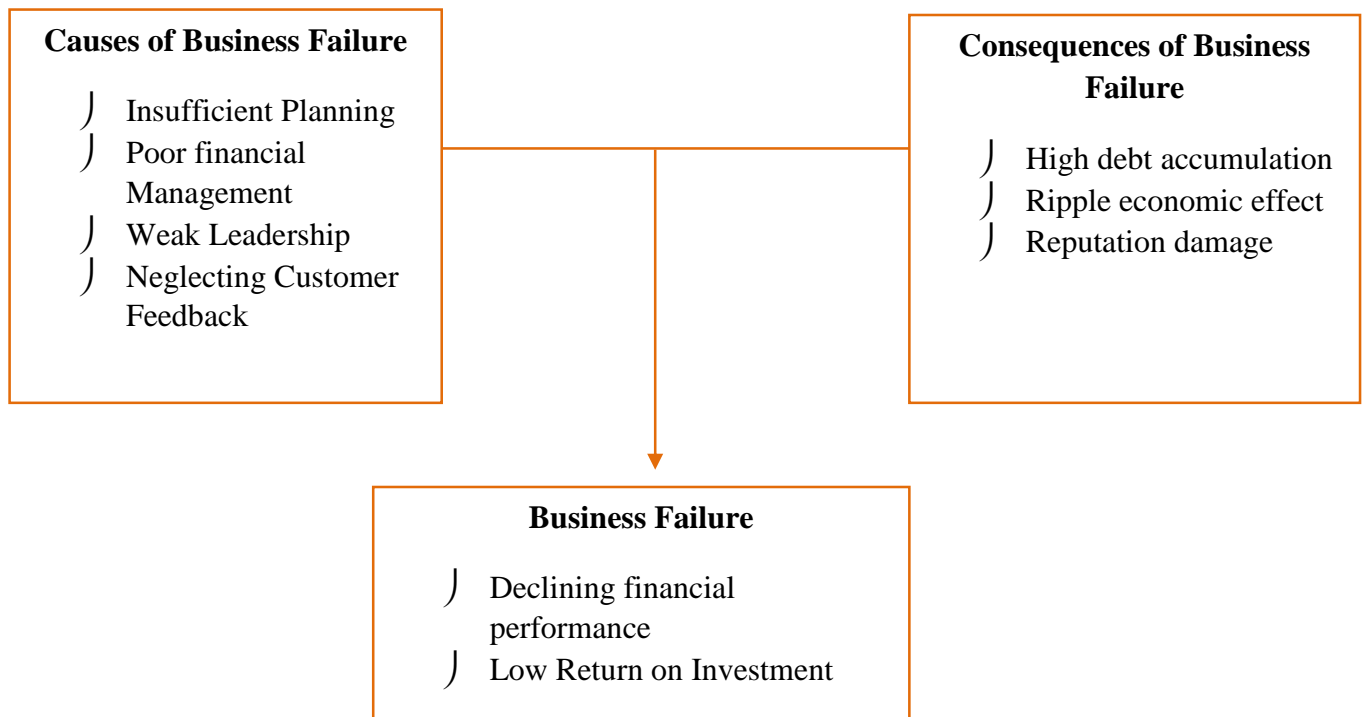 Causes of Business Failure
⎠ Insufficient Planning
⎠ Poor financial
Management
⎠ Weak Leadership
⎠ Neglecting Customer
Feedback
Consequences of Business
Failure
⎠ High debt accumulation
⎠ Ripple economic effect
⎠ Reputation damage
Business Failure
⎠ Declining financial
performance
⎠ Low Return on Investment